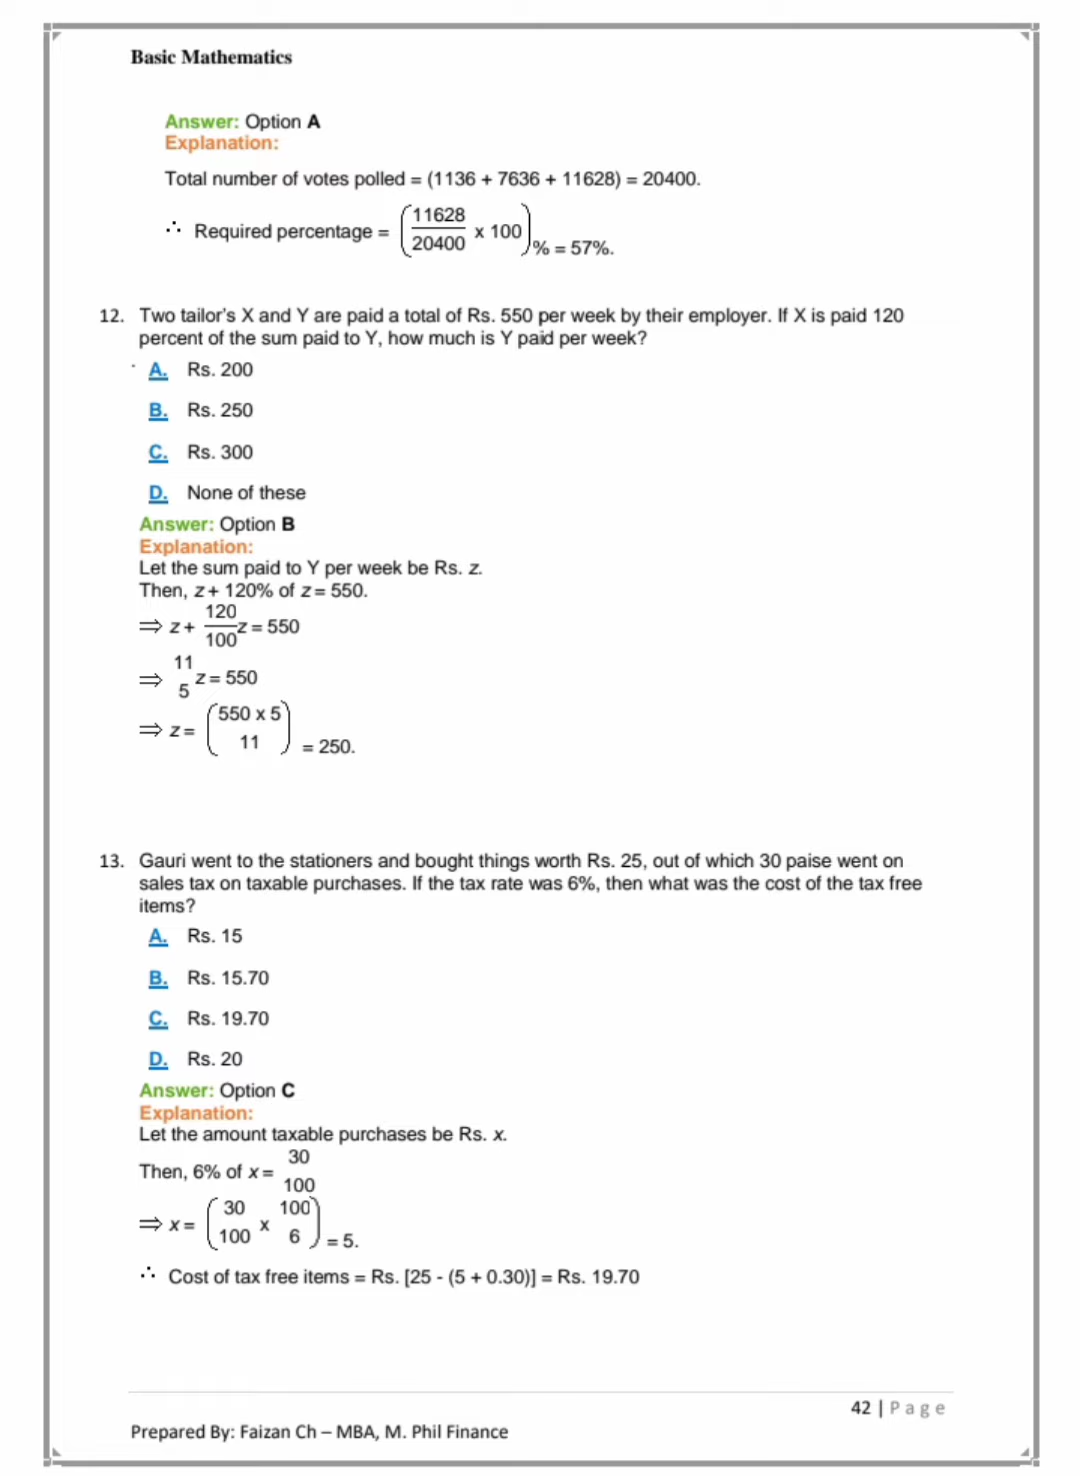 Basic Mathematics
Answer: Option A
Explanation:
Total number of votes polled = (1136 + 7636 + 11628) = 20400.
∴ Required percentage = (11628/20400 x 100)% = 57%.
12. Two tailor's X and Y are paid a total of Rs. 550 per week by their employer. If X is paid 120
percent of the sum paid to Y, how much is Y paid per week?
A. Rs. 200
B. Rs. 250
C. Rs. 300
D. None of these
Answer: Option B
Explanation:
Let the sum paid to Y per week be Rs. z.
Then, z + 120% of z = 550.
⇒ z + 120/100 z = 550
⇒ 11/5 z = 550
⇒ z = (550 x 5/11) = 250.
13. Gauri went to the stationers and bought things worth Rs. 25, out of which 30 paise went on
sales tax on taxable purchases. If the tax rate was 6%, then what was the cost of the tax free
items?
A. Rs. 15
B. Rs. 15.70
C. Rs. 19.70
D. Rs. 20
Answer: Option C
Explanation:
Let the amount taxable purchases be Rs. x.
Then, 6% of x = 30/100
⇒ x = (30/100 x 100/6) = 5.
∴ Cost of tax free items = Rs. [25 - (5 + 0.30)] = Rs. 19.70
42 | Page
Prepared By: Faizan Ch – MBA, M. Phil Finance